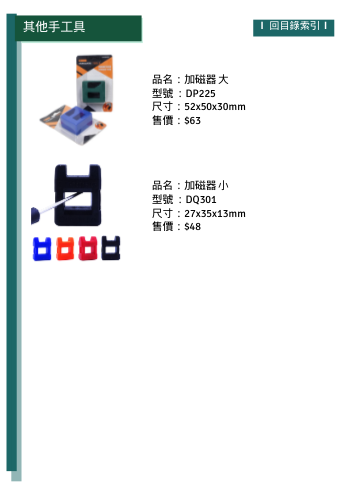 其他手工具
I 回目錄索引 I
品名：加磁器 大
型號 ：DP225
尺寸：52x50x30mm
售價：$63
品名：加磁器 小
型號 ：DQ301
尺寸：27x35x13mm
售價：$48